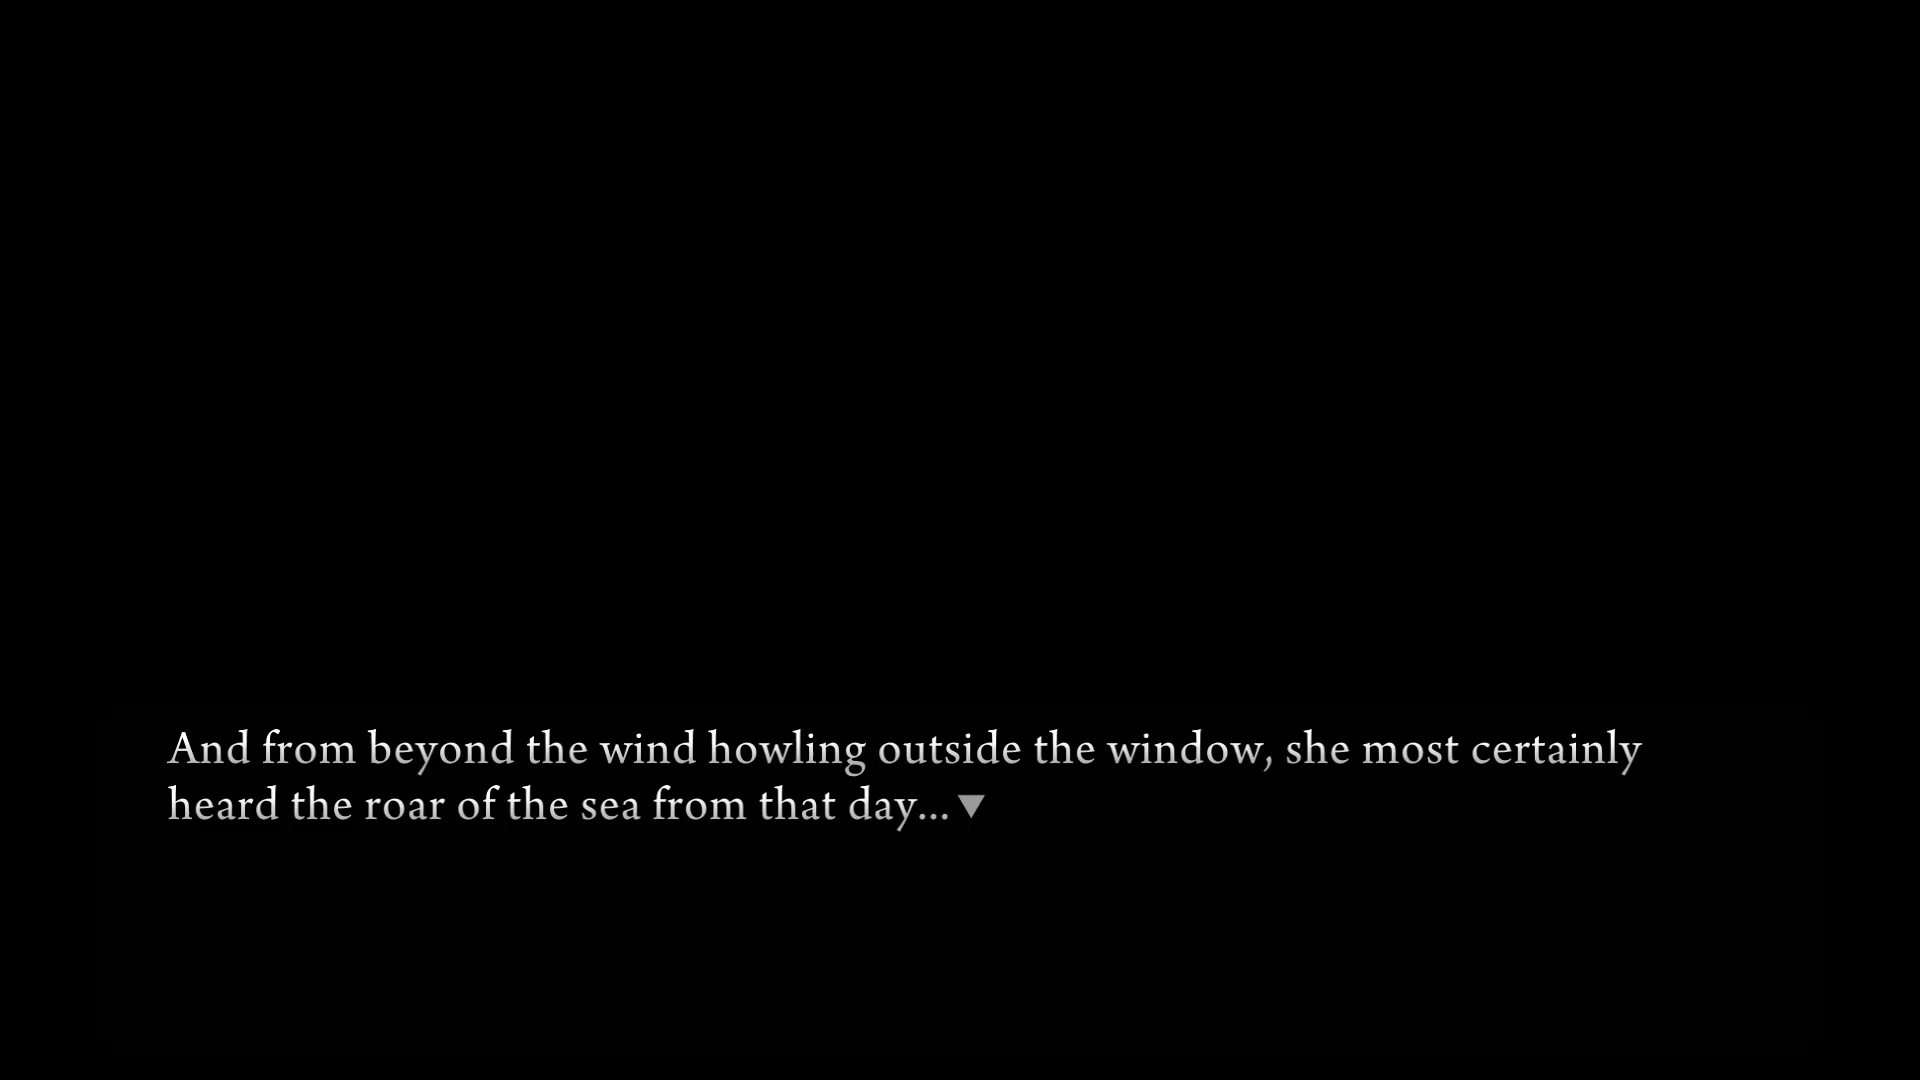 And from beyond the wind howling outside the window, she most certainly
heard the roar of the sea from that day...